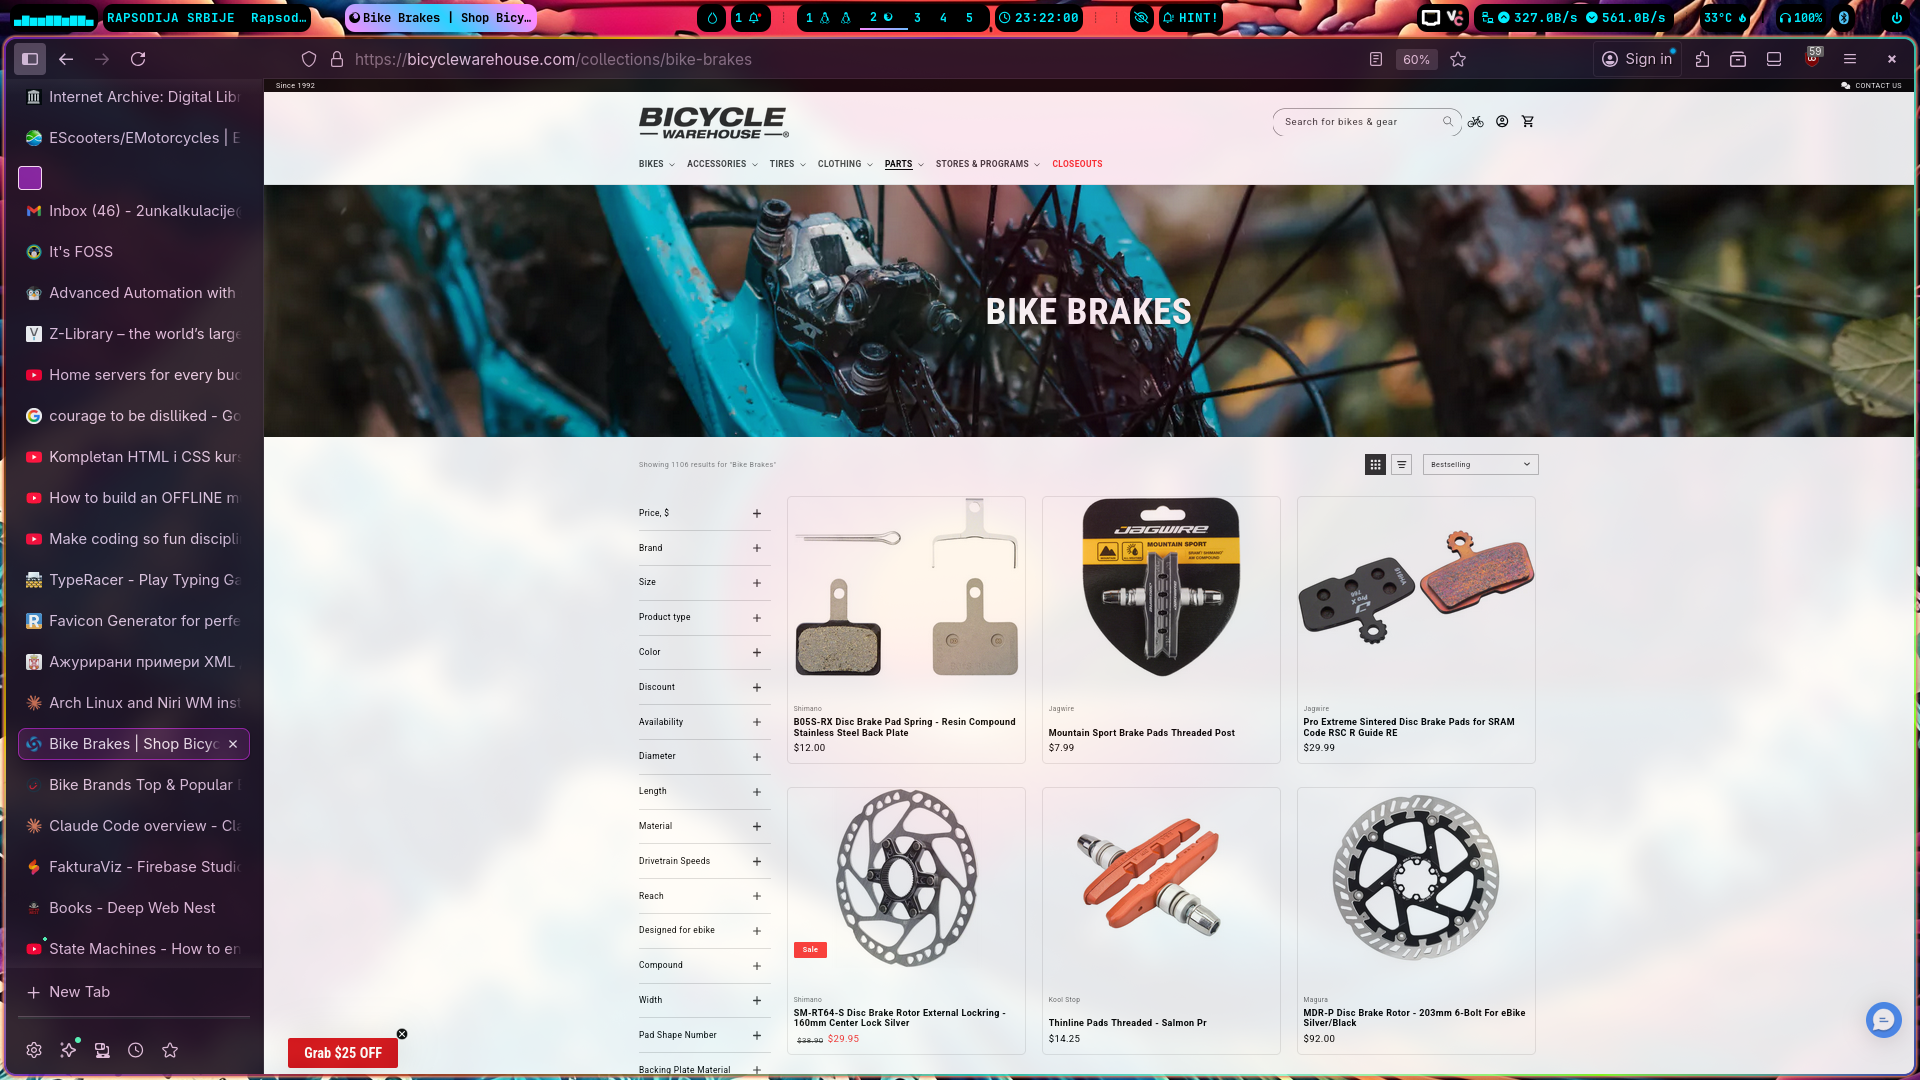 RAPSODIJA SRBIJE Rapsod…
Bike Brakes | Shop Bicy…
1
1
2
3
4
5
23:22:00
HINT!
327.0B/s
561.0B/s
33°C
100%
https://bicyclewarehouse.com/collections/bike-brakes
60%
Sign in
59
Internet Archive: Digital Libr
EScooters/EMotorcycles | E
Inbox (46) - 2unkalkulacije@
It's FOSS
Advanced Automation with
Z-Library – the world's large
Home servers for every bud
courage to be disliked - Go
Kompletan HTML i CSS kurs
How to build an OFFLINE m
Make coding so fun discipli
TypeRacer - Play Typing Ga
Favicon Generator for perfe
Ажурирани примери XML
Arch Linux and Niri WM inst
Bike Brakes | Shop Bicyc
Bike Brands Top & Popular
Claude Code overview - Cla
FakturaViz - Firebase Studio
Books - Deep Web Nest
State Machines - How to en
New Tab
Since 1992
CONTACT US
BICYCLE
WAREHOUSE
Search for bikes & gear
BIKES
ACCESSORIES
TIRES
CLOTHING
PARTS
STORES & PROGRAMS
CLOSEOUTS
BIKE BRAKES
Showing 1106 results for "Bike Brakes"
Bestselling
Price, $
Brand
Size
Product type
Color
Discount
Availability
Diameter
Length
Material
Drivetrain Speeds
Reach
Designed for ebike
Compound
Width
Pad Shape Number
Backing Plate Material
Shimano
B05S-RX Disc Brake Pad Spring - Resin Compound
Stainless Steel Back Plate
$12.00
JAGWIRE
MOUNTAIN SPORT
Jagwire
Mountain Sport Brake Pads Threaded Post
$7.99
Jagwire
Pro Extreme Sintered Disc Brake Pads for SRAM
Code RSC R Guide RE
$29.99
Sale
Shimano
SM-RT64-S Disc Brake Rotor External Lockring -
160mm Center Lock Silver
$38.90 $29.95
Kool Stop
Thinline Pads Threaded - Salmon Pr
$14.25
Magura
MDR-P Disc Brake Rotor - 203mm 6-Bolt For eBike
Silver/Black
$92.00
Grab $25 OFF